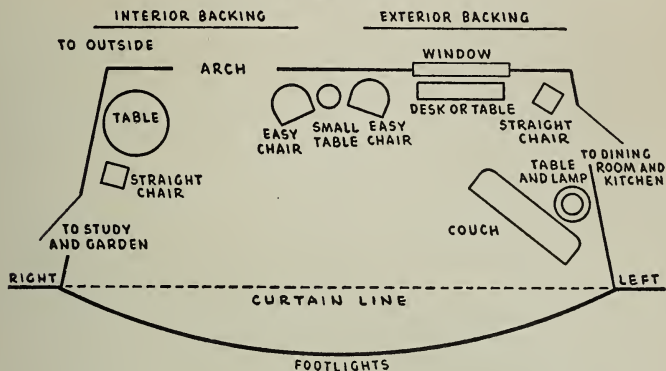 INTERIOR BACKING
EXTERIOR BACKING
TO OUTSIDE
ARCH
WINDOW
TABLE
EASY
CHAIR
SMALL
TABLE
EASY
CHAIR
DESK OR TABLE
STRAIGHT
CHAIR
STRAIGHT
CHAIR
TO DINING
ROOM AND
KITCHEN
TABLE
AND LAMP
COUCH
TO STUDY
AND GARDEN
RIGHT
LEFT
CURTAIN LINE
FOOTLIGHTS